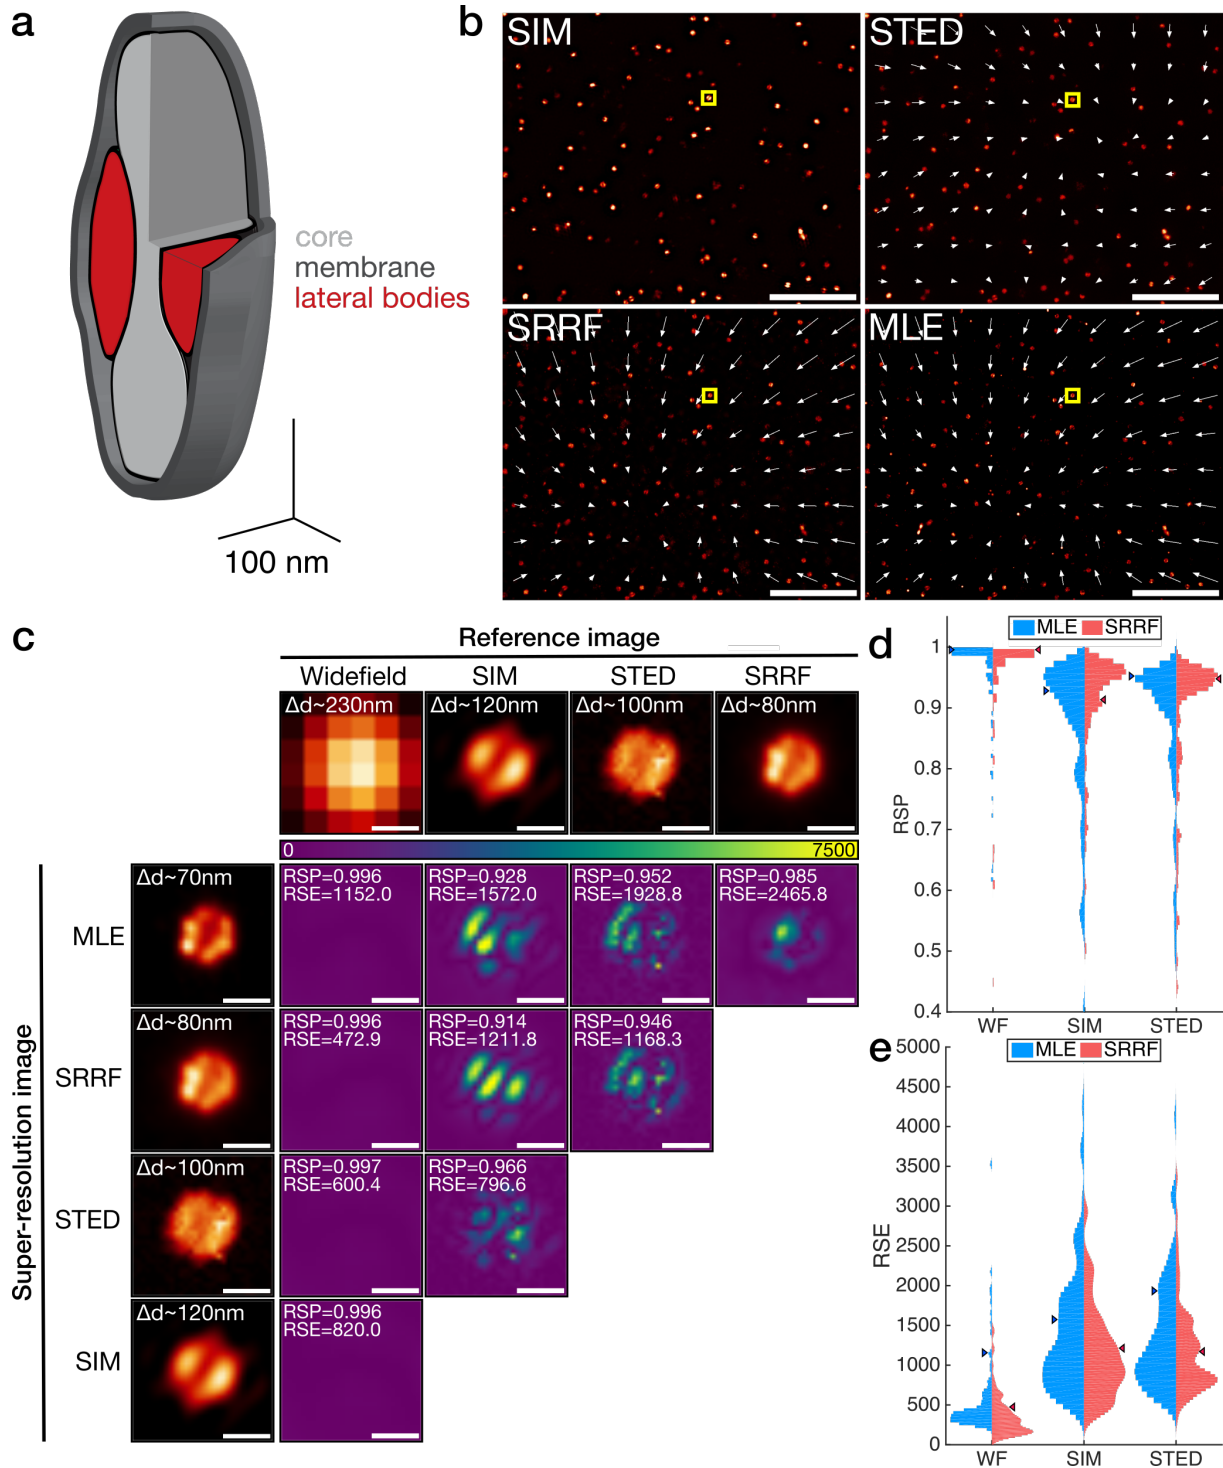 a
core
membrane
lateral bodies
100 nm
b
SIM
STED
SRRF
MLE
c
Reference image
Widefield
SIM
STED
SRRF
Δd~230nm
Δd~120nm
Δd~100nm
Δd~80nm
0
7500
Super-resolution image
MLE
Δd~70nm
RSP=0.996
RSE=1152.0
RSP=0.928
RSE=1572.0
RSP=0.952
RSE=1928.8
RSP=0.985
RSE=2465.8
SRRF
Δd~80nm
RSP=0.996
RSE=472.9
RSP=0.914
RSE=1211.8
RSP=0.946
RSE=1168.3
STED
Δd~100nm
RSP=0.997
RSE=600.4
RSP=0.966
RSE=796.6
SIM
Δd~120nm
RSP=0.996
RSE=820.0
d
MLE SRRF
RSP
1
0.9
0.8
0.7
0.6
0.5
0.4
WF SIM STED
e
MLE SRRF
RSE
5000
4500
4000
3500
3000
2500
2000
1500
1000
500
0
WF SIM STED